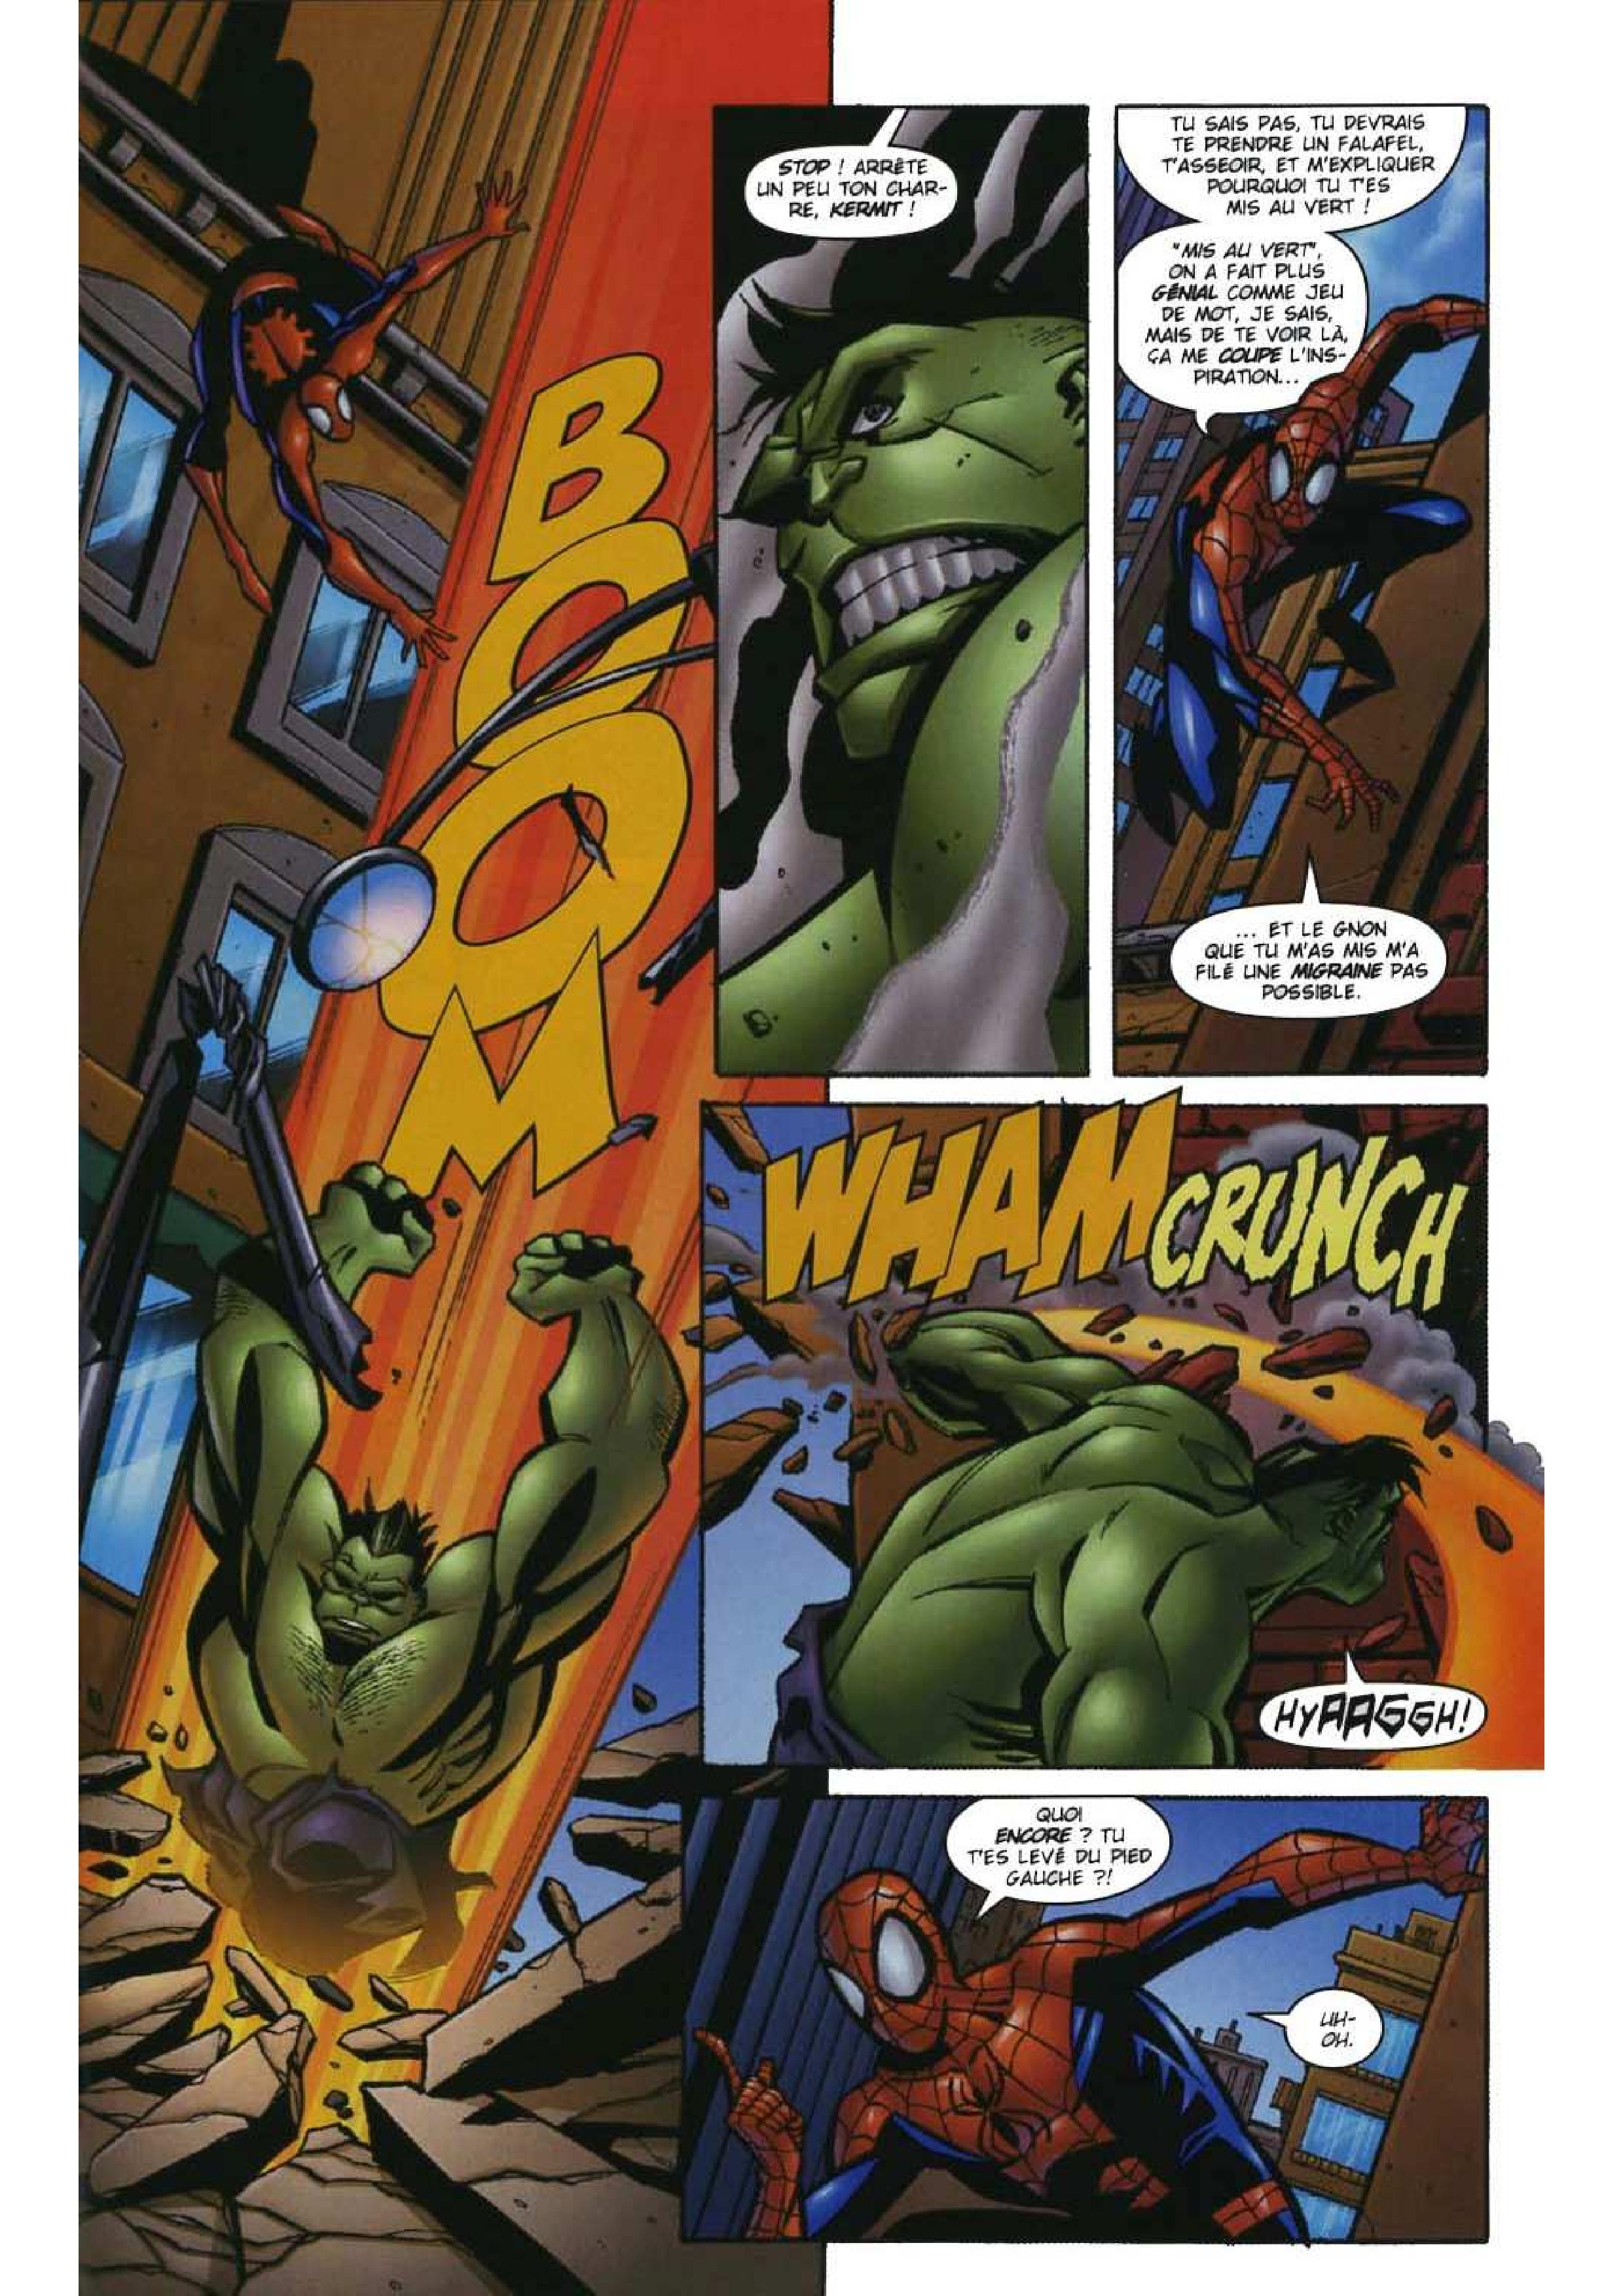 BOOOM
STOP ! ARRÊTE
UN PEU TON CHAR-
RE, KERMIT !
TU SAIS PAS, TU DEVRAIS
TE PRENDRE UN FALAFEL,
T'ASSEOIR, ET M'EXPLIQUER
POURQUOI TU T'ES
MIS AU VERT !
"MIS AU VERT",
ON A FAIT PLUS
GÉNIAL COMME JEU
DE MOT, JE SAIS,
MAIS DE TE VOIR LÀ,
ÇA ME COUPE L'INS-
PIRATION...
... ET LE GNON
QUE TU M'AS MIS M'A
FILÉ UNE MIGRAINE PAS
POSSIBLE.
WHAM CRUNCH
HYAAGGH!
QUOI
ENCORE ? TU
T'ES LEVÉ DU PIED
GAUCHE ?!
UH-
OH.